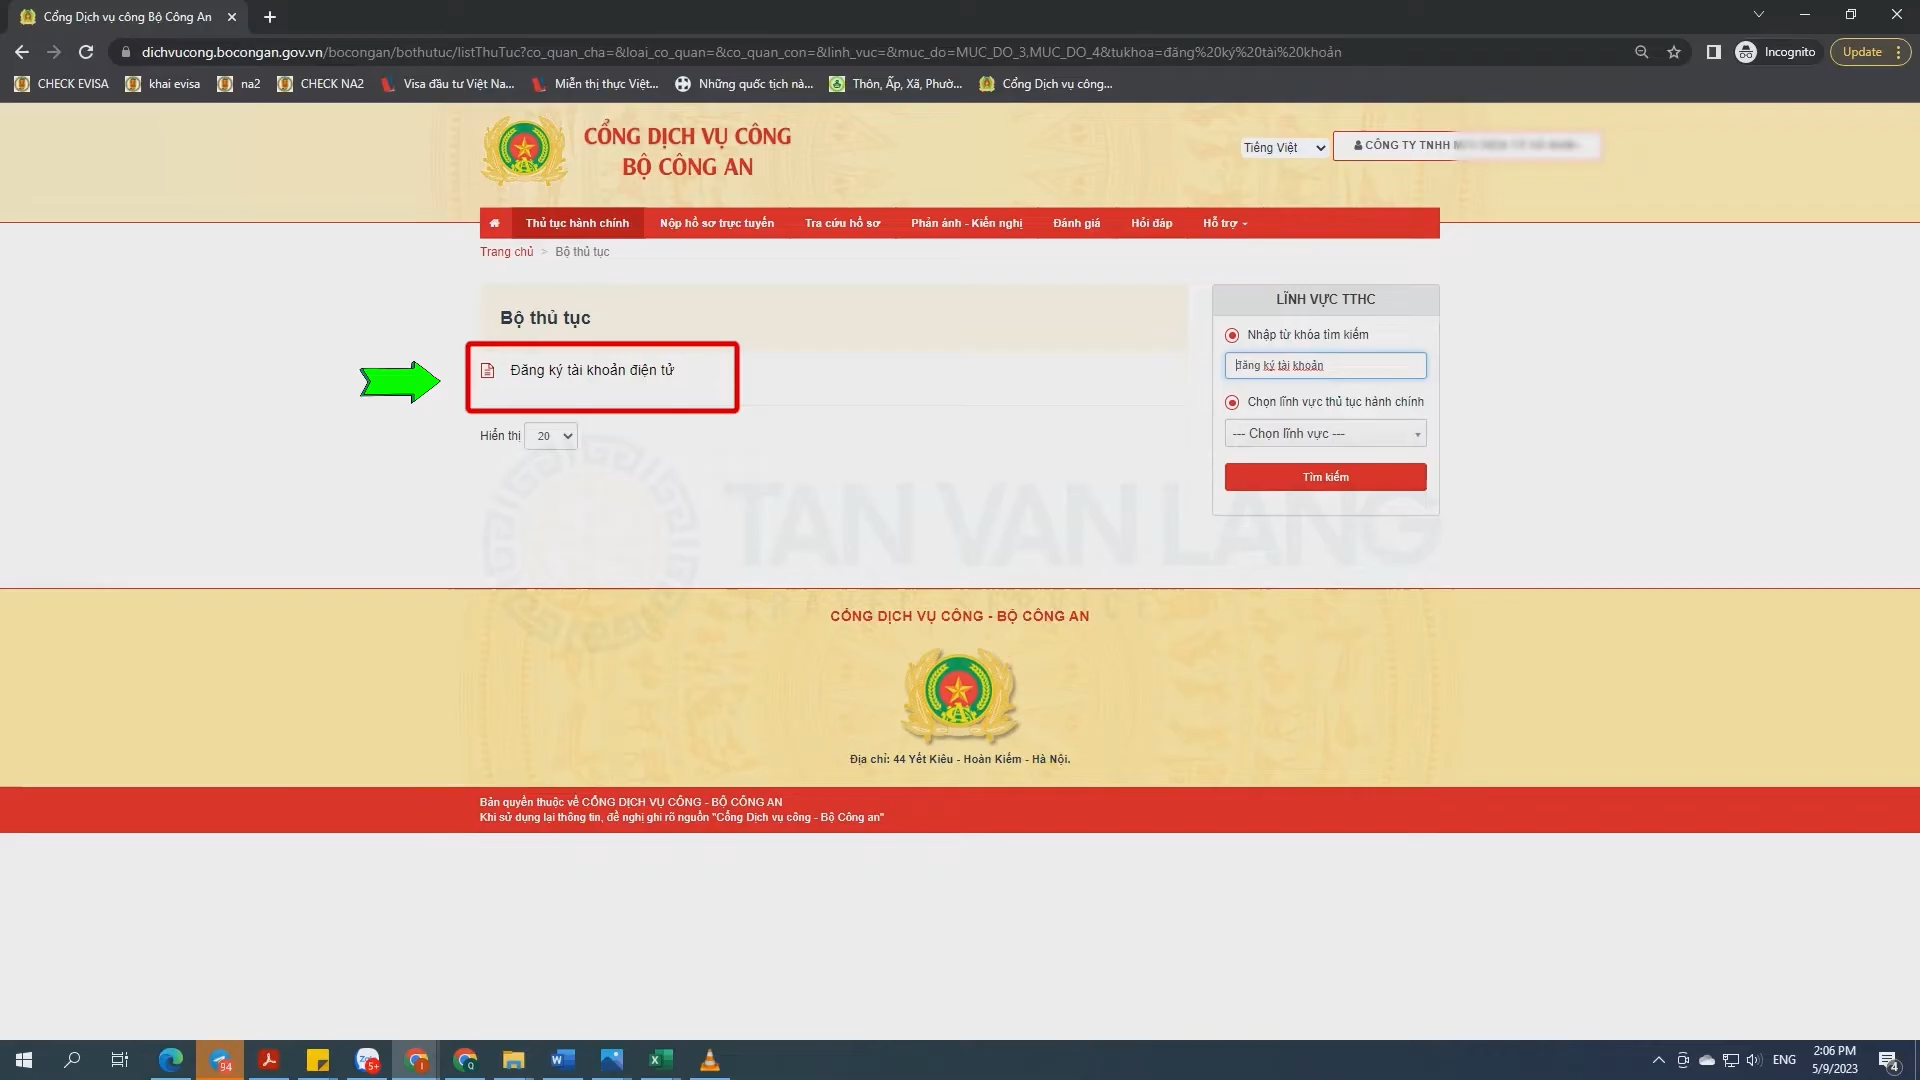 Cổng Dịch vụ công Bộ Công An
dichvucong.bocongan.gov.vn/bocongan/bothutuc/listThuTuc?co_quan_cha=&loai_co_quan=&co_quan_con=&linh_vuc=&muc_do=MUC_DO_3,MUC_DO_4&tukhoa=đăng%20ký%20tài%20khoản
Incognito
Update
CHECK EVISA
khai evisa
na2
CHECK NA2
Visa đầu tư Việt Na...
Miễn thị thực Việt...
Những quốc tịch nà...
Thôn, Ấp, Xã, Phườ...
Cổng Dịch vụ công...
CỔNG DỊCH VỤ CÔNG
BỘ CÔNG AN
Tiếng Việt
CÔNG TY TNHH
Thủ tục hành chính
Nộp hồ sơ trực tuyến
Tra cứu hồ sơ
Phản ánh - Kiến nghị
Đánh giá
Hỏi đáp
Hỗ trợ
Trang chủ > Bộ thủ tục
Bộ thủ tục
Đăng ký tài khoản điện tử
Hiển thị 20
LĨNH VỰC TTHC
Nhập từ khóa tìm kiếm
đăng ký tài khoản
Chọn lĩnh vực thủ tục hành chính
--- Chọn lĩnh vực ---
Tìm kiếm
TAN VAN LANG
CỔNG DỊCH VỤ CÔNG - BỘ CÔNG AN
Địa chỉ: 44 Yết Kiêu - Hoàn Kiếm - Hà Nội.
Bản quyền thuộc về CỔNG DỊCH VỤ CÔNG - BỘ CÔNG AN
Khi sử dụng lại thông tin, đề nghị ghi rõ nguồn "Cổng Dịch vụ công - Bộ Công an"
94
5+
ENG
2:06 PM
5/9/2023
4